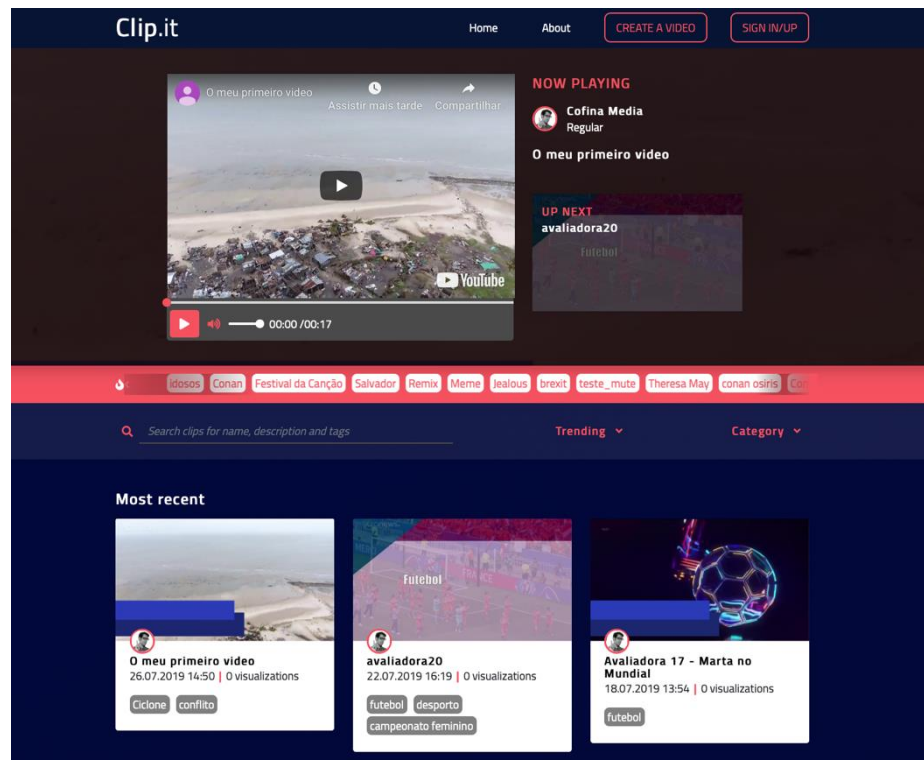 Clip.it
Home About CREATE A VIDEO SIGN IN/UP
O meu primeiro video
Assistir mais tarde Compartilhar
YouTube
00:00 /00:17
NOW PLAYING
Cofina Media
Regular
O meu primeiro video
UP NEXT
avaliadora20
Futebol
idosos Conan Festival da Canção Salvador Remix Meme Jealous brexit teste_mute Theresa May conan osiris
Search clips for name, description and tags Trending Category
Most recent
Futebol
FRANCE
O meu primeiro video
26.07.2019 14:50 | 0 visualizations
Ciclone conflito
avaliadora20
22.07.2019 16:19 | 0 visualizations
futebol desporto
campeonato feminino
Avaliadora 17 - Marta no
Mundial
18.07.2019 13:54 | 0 visualizations
futebol